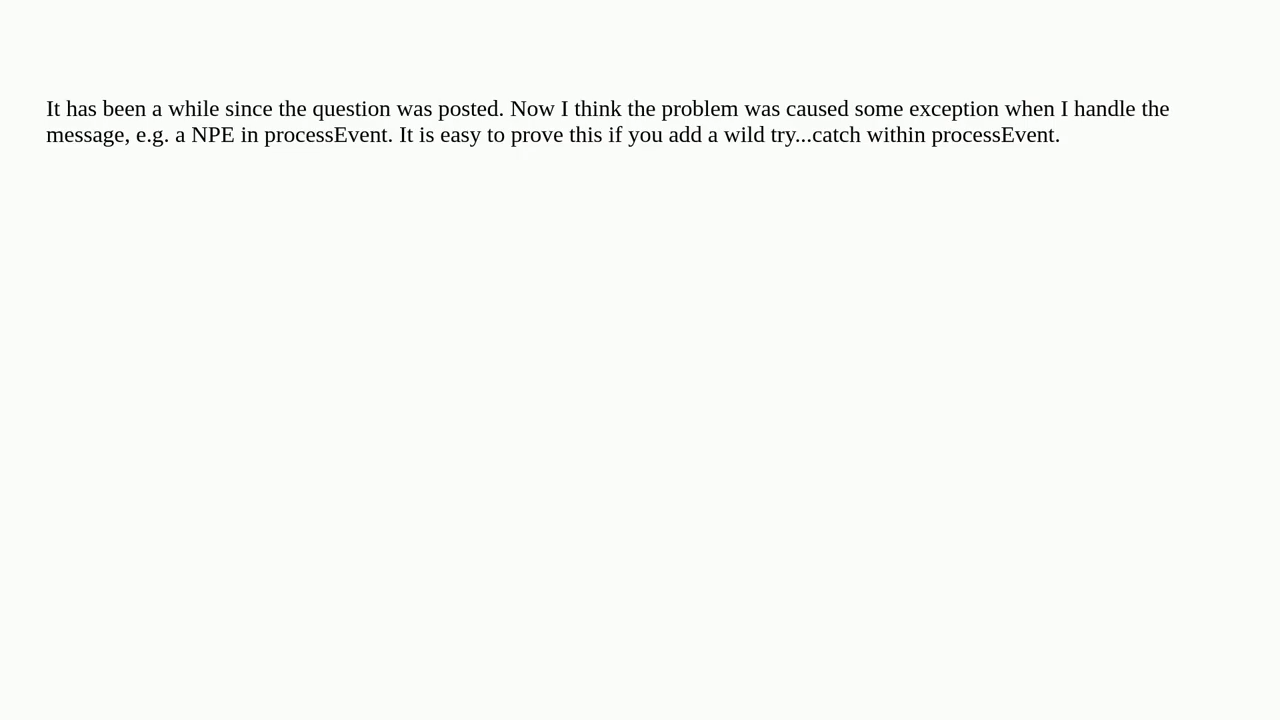 It has been a while since the question was posted. Now I think the problem was caused some exception when I handle the
message, e.g. a NPE in processEvent. It is easy to prove this if you add a wild try...catch within processEvent.